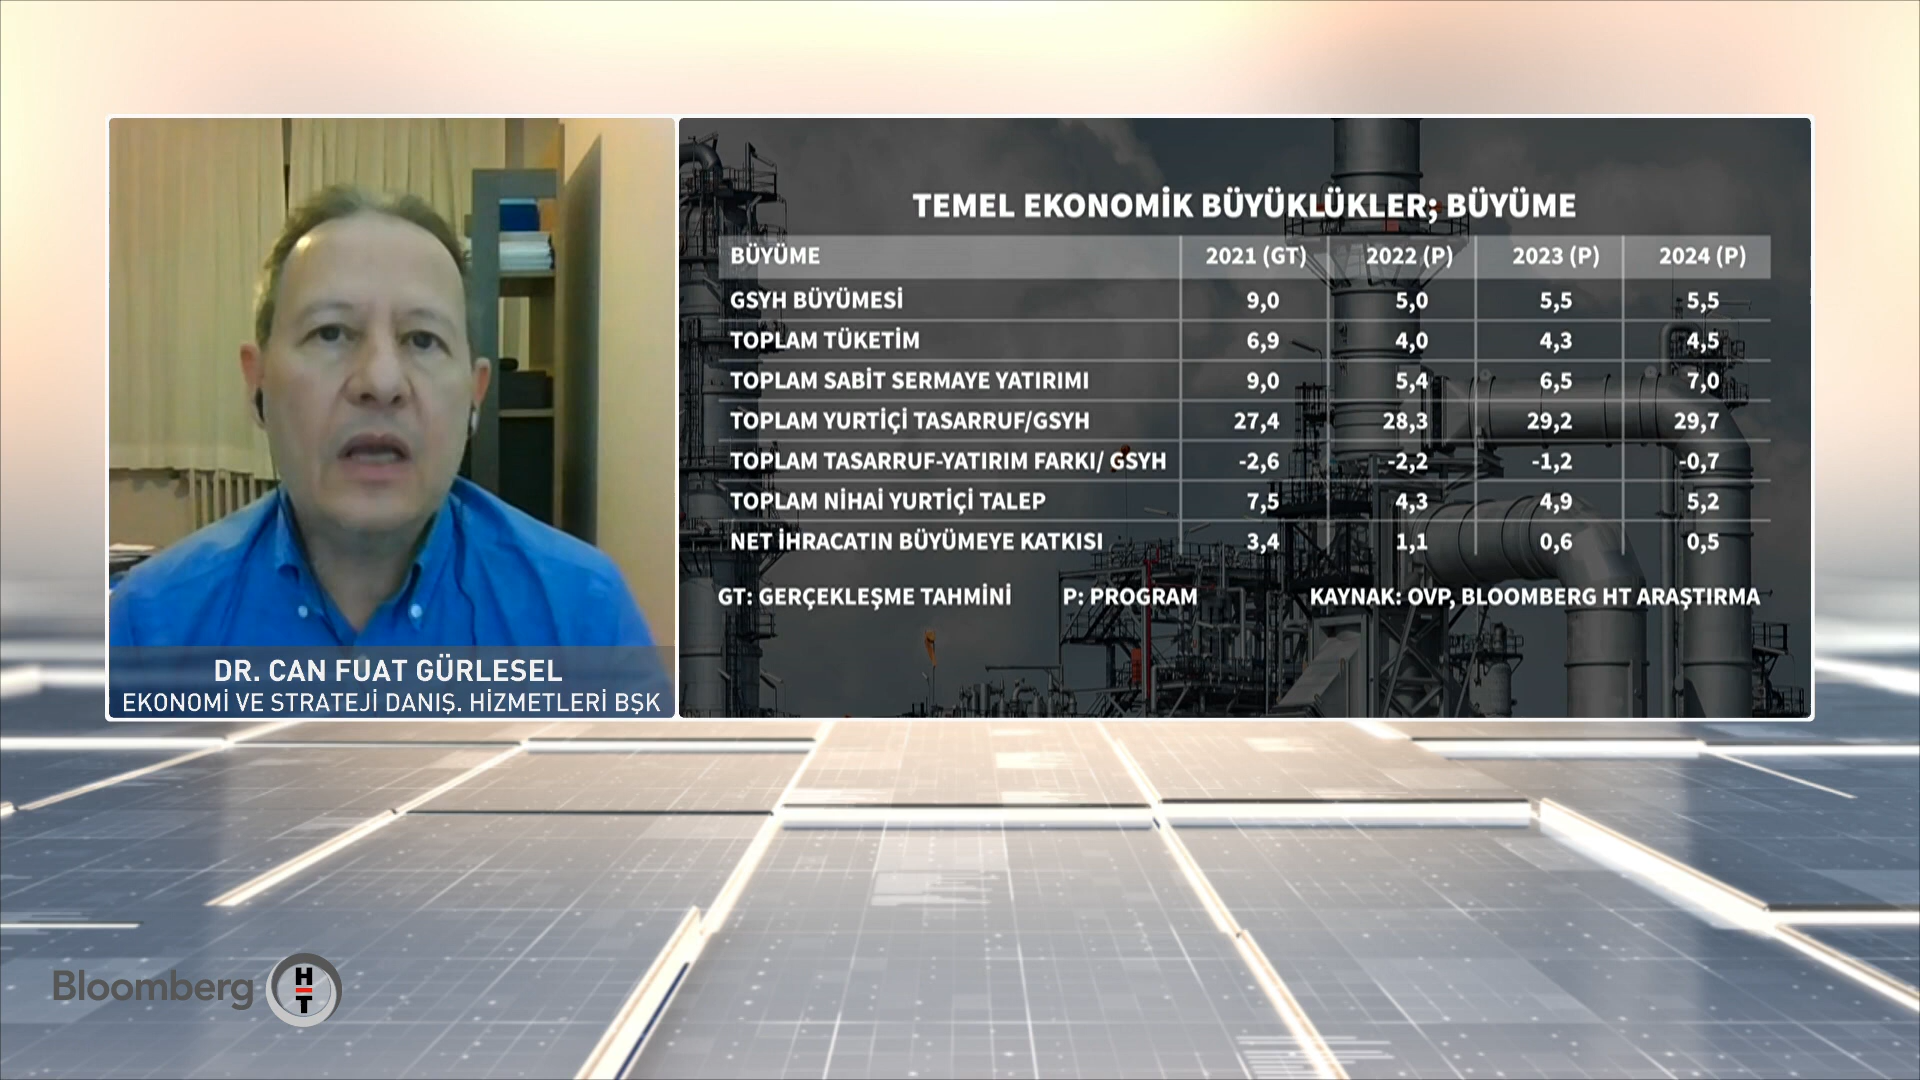 TEMEL EKONOMİK BÜYÜKLÜKLER; BÜYÜME
BÜYÜME 2021 (GT) 2022 (P) 2023 (P) 2024 (P)
GSYH BÜYÜMESİ 9,0 5,0 5,5 5,5
TOPLAM TÜKETİM 6,9 4,0 4,3 4,5
TOPLAM SABİT SERMAYE YATIRIMI 9,0 5,4 6,5 7,0
TOPLAM YURTİÇİ TASARRUF/GSYH 27,4 28,3 29,2 29,7
TOPLAM TASARRUF-YATIRIM FARKI/ GSYH -2,6 -2,2 -1,2 -0,7
TOPLAM NİHAİ YURTİÇİ TALEP 7,5 4,3 4,9 5,2
NET İHRACATIN BÜYÜMEYE KATKISI 3,4 1,1 0,6 0,5
GT: GERÇEKLEŞME TAHMİNİ P: PROGRAM KAYNAK: OVP, BLOOMBERG HT ARAŞTIRMA
DR. CAN FUAT GÜRLESEL
EKONOMİ VE STRATEJİ DANIŞ. HİZMETLERİ BŞK
Bloomberg HT